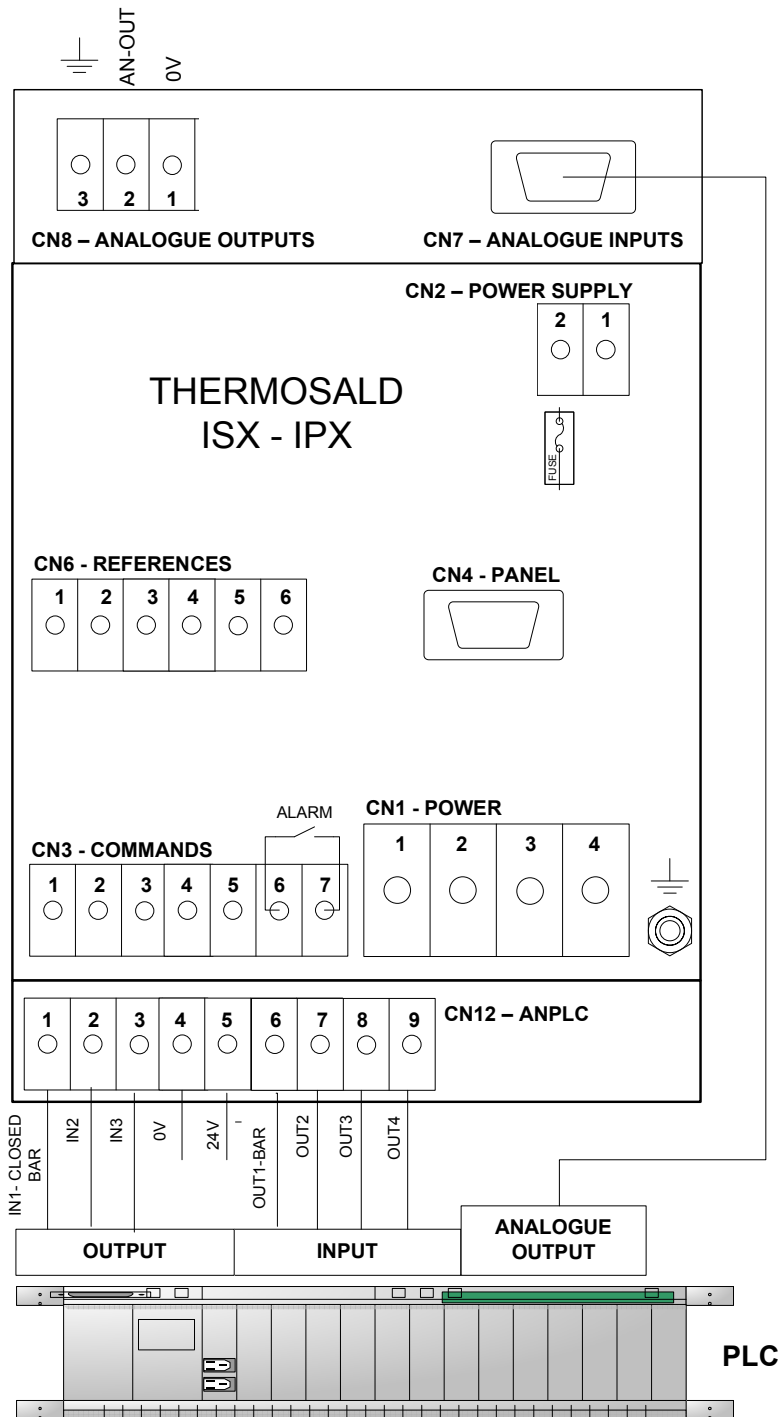 AN-OUT
0V
3 2 1
CN8 – ANALOGUE OUTPUTS
CN7 – ANALOGUE INPUTS
CN2 – POWER SUPPLY
2 1
FUSE
THERMOSALD
ISX - IPX
CN6 - REFERENCES
1 2 3 4 5 6
CN4 - PANEL
ALARM
CN3 - COMMANDS
1 2 3 4 5 6 7
CN1 - POWER
1 2 3 4
1 2 3 4 5 6 7 8 9
CN12 – ANPLC
IN1- CLOSED
BAR
IN2
IN3
0V
24V
OUT1-BAR
OUT2
OUT3
OUT4
OUTPUT
INPUT
ANALOGUE
OUTPUT
PLC